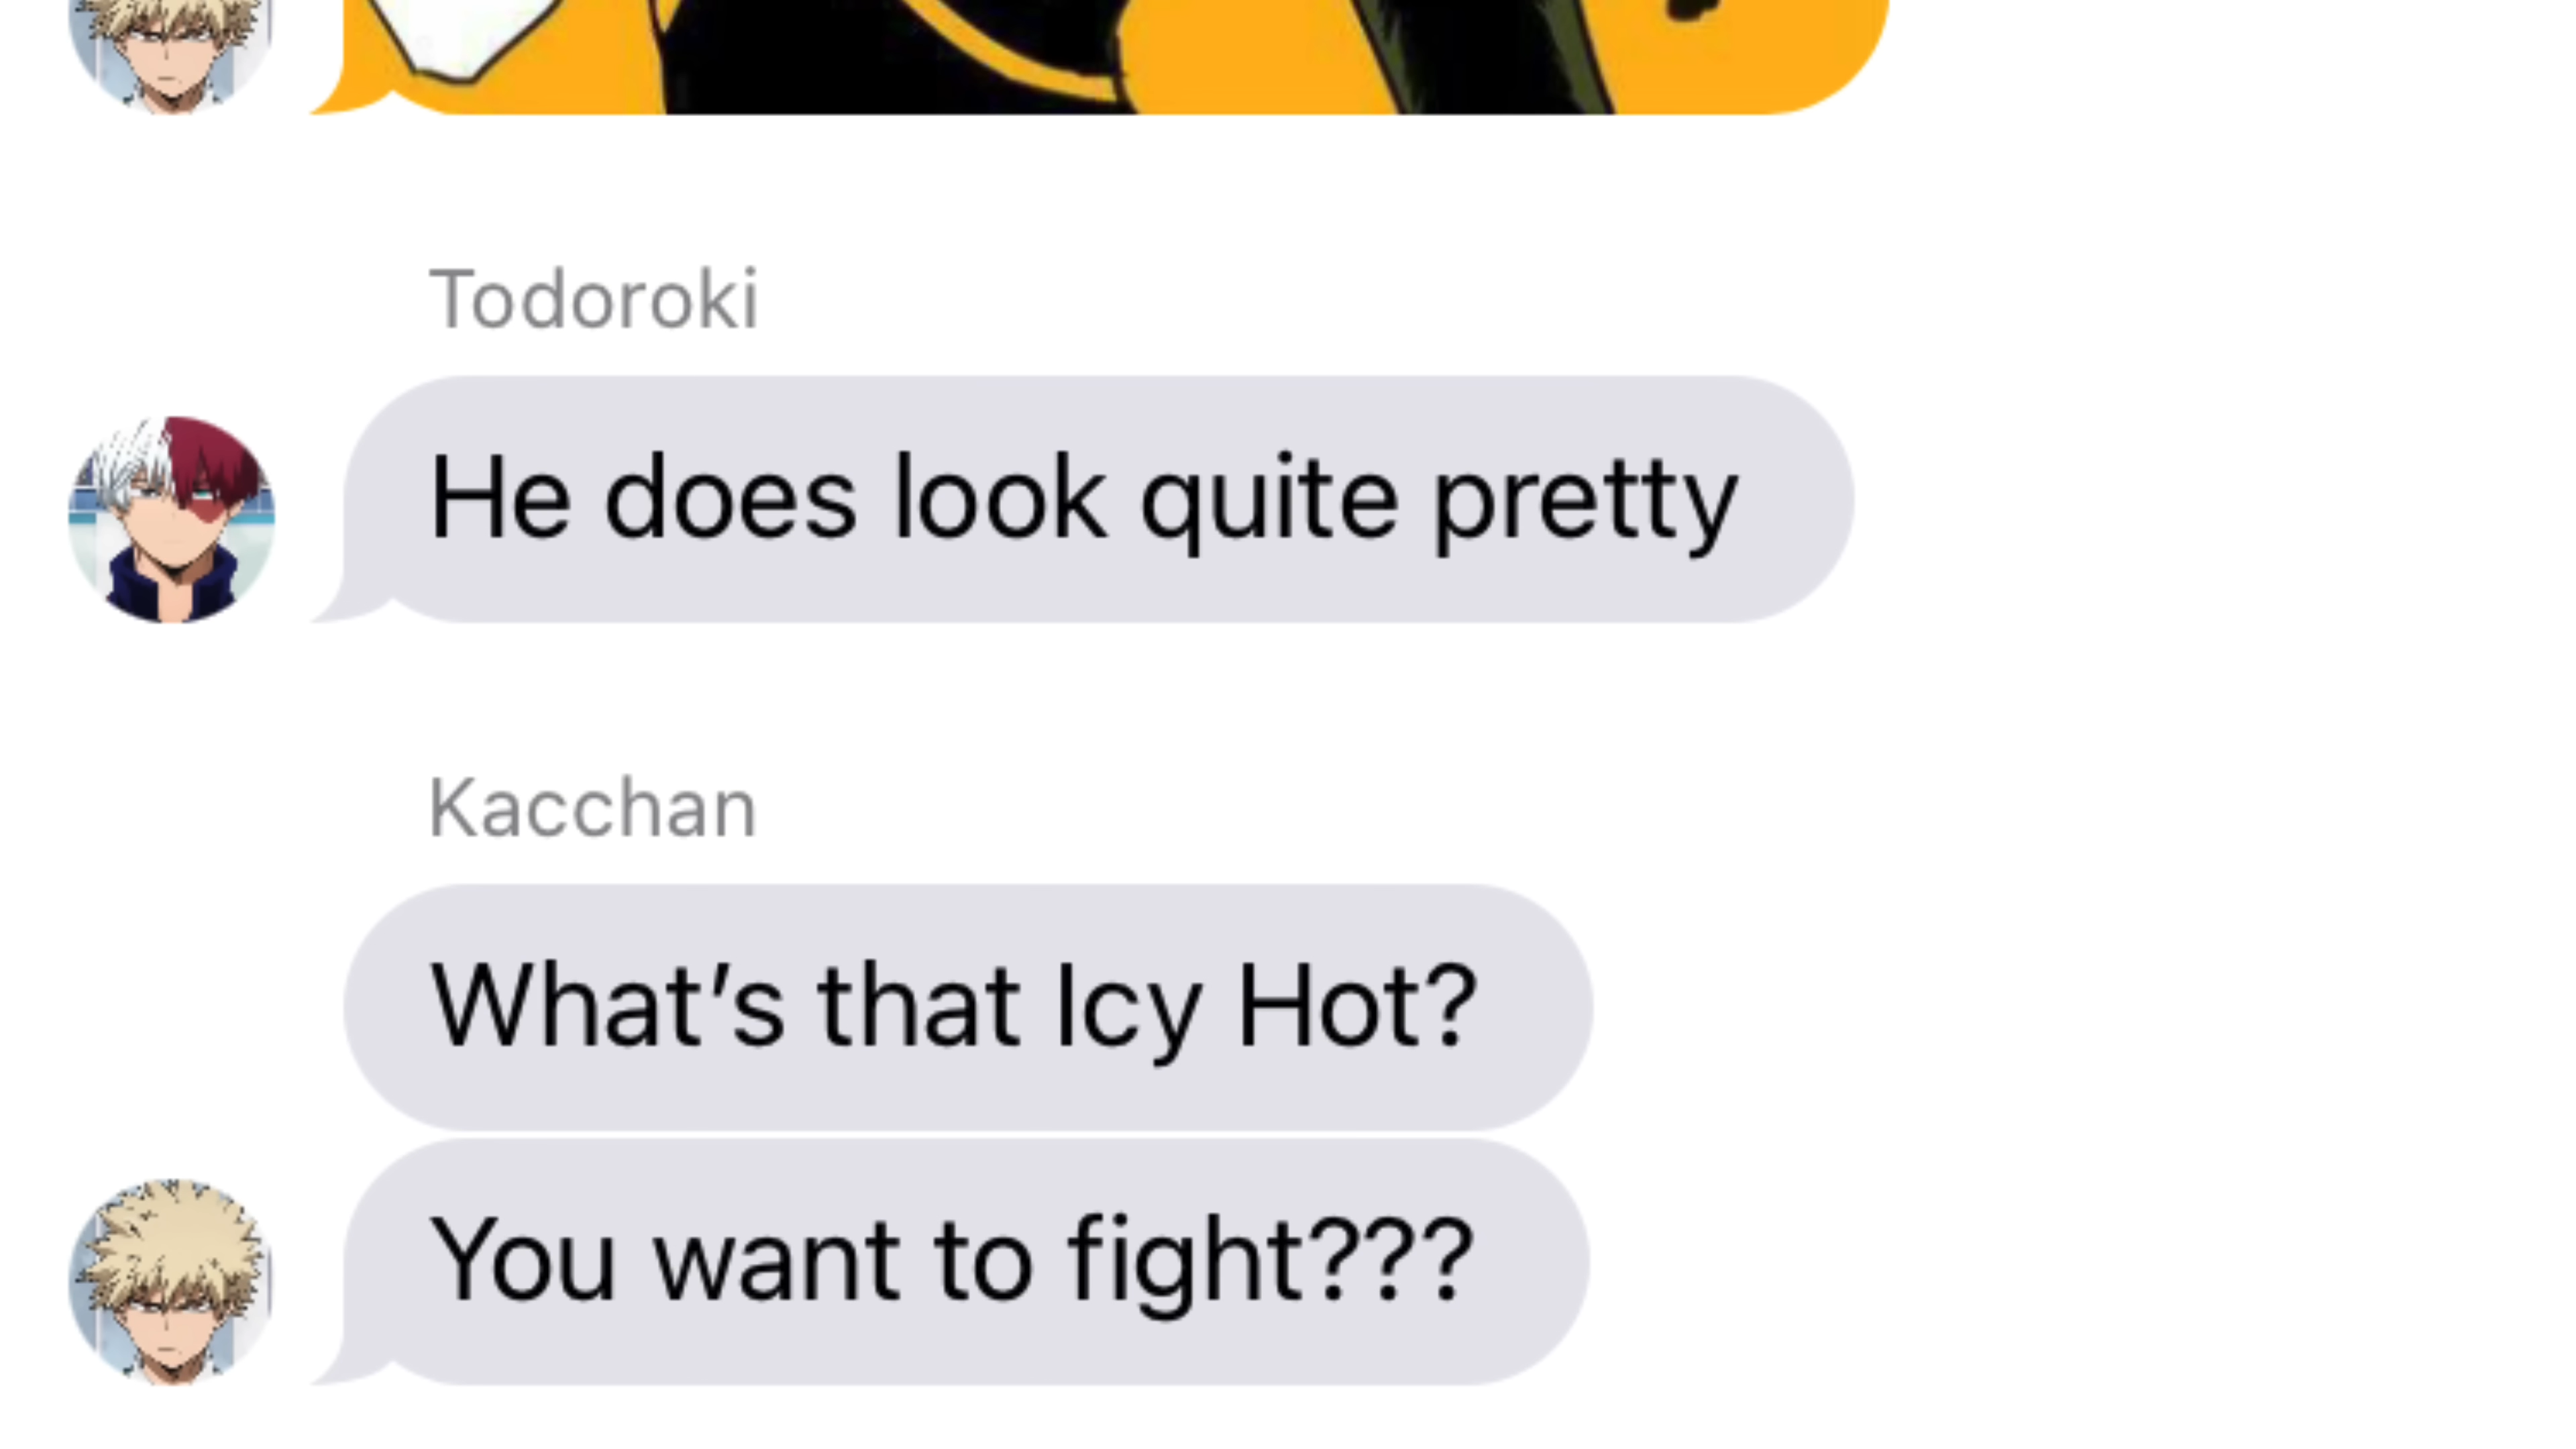 Todoroki
He does look quite pretty
Kacchan
What’s that Icy Hot?
You want to fight???